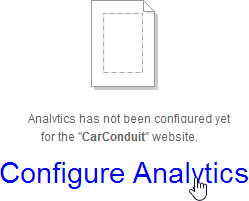 Analytics has not been configured yet
for the "CarConduit" website.
Configure Analytics